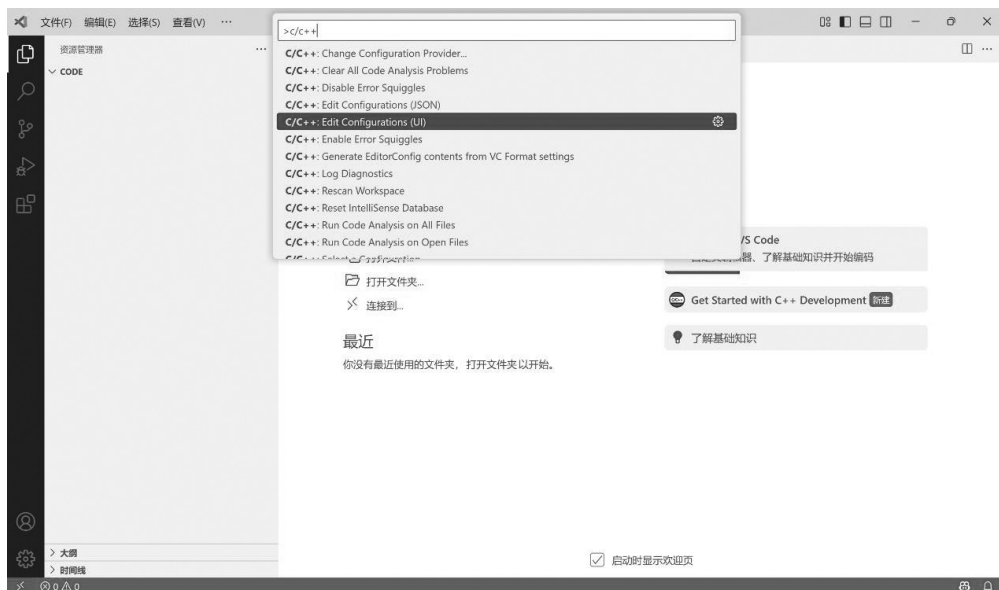 文件(F) 编辑(E) 选择(S) 查看(V) ···
>c/c++
资源管理器 ···
CODE
C/C++: Change Configuration Provider...
C/C++: Clear All Code Analysis Problems
C/C++: Disable Error Squiggles
C/C++: Edit Configurations (JSON)
C/C++: Edit Configurations (UI)
C/C++: Enable Error Squiggles
C/C++: Generate EditorConfig contents from VC Format settings
C/C++: Log Diagnostics
C/C++: Rescan Workspace
C/C++: Reset IntelliSense Database
C/C++: Run Code Analysis on All Files
C/C++: Run Code Analysis on Open Files
打开文件夹...
连接到...
最近
你没有最近使用的文件夹，打开文件夹以开始。
VS Code
器、了解基础知识并开始编码
Get Started with C++ Development 新建
了解基础知识
大纲
时间线
启动时显示欢迎页
0 0